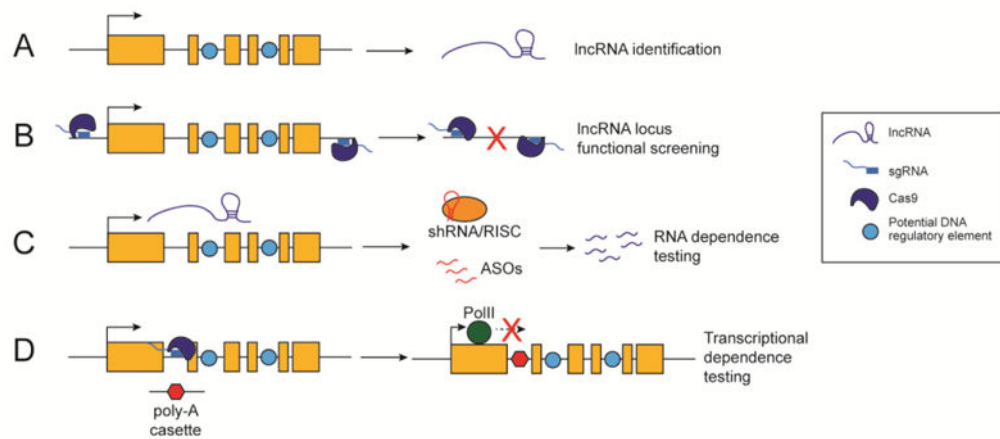 A
lncRNA identification
B
lncRNA locus
functional screening
C
shRNA/RISC
ASOs
RNA dependence
testing
D
poly-A
casette
PolII
Transcriptional
dependence
testing
lncRNA
sgRNA
Cas9
Potential DNA
regulatory element